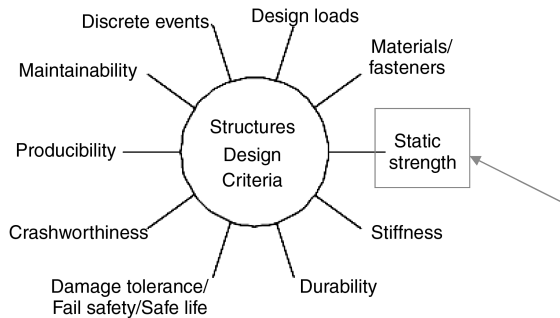 Discrete events
Design loads
Materials/
fasteners
Maintainability
Structures
Design
Criteria
Static
strength
Producibility
Crashworthiness
Stiffness
Damage tolerance/
Fail safety/Safe life
Durability